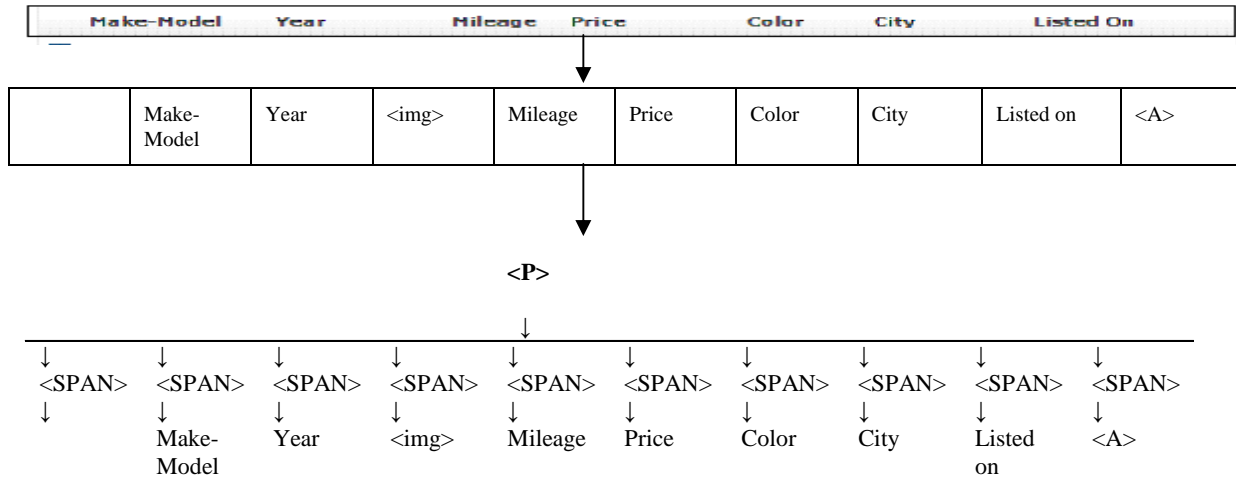 Make-Model Year Mileage Price Color City Listed On
Make-Model Year <img> Mileage Price Color City Listed on <A>
<P>
↓
↓ ↓ ↓ ↓ ↓ ↓ ↓ ↓ ↓ ↓
<SPAN> <SPAN> <SPAN> <SPAN> <SPAN> <SPAN> <SPAN> <SPAN> <SPAN> <SPAN>
↓ ↓ ↓ ↓ ↓ ↓ ↓ ↓ ↓ ↓
Make- Year <img> Mileage Price Color City Listed <A>
Model on